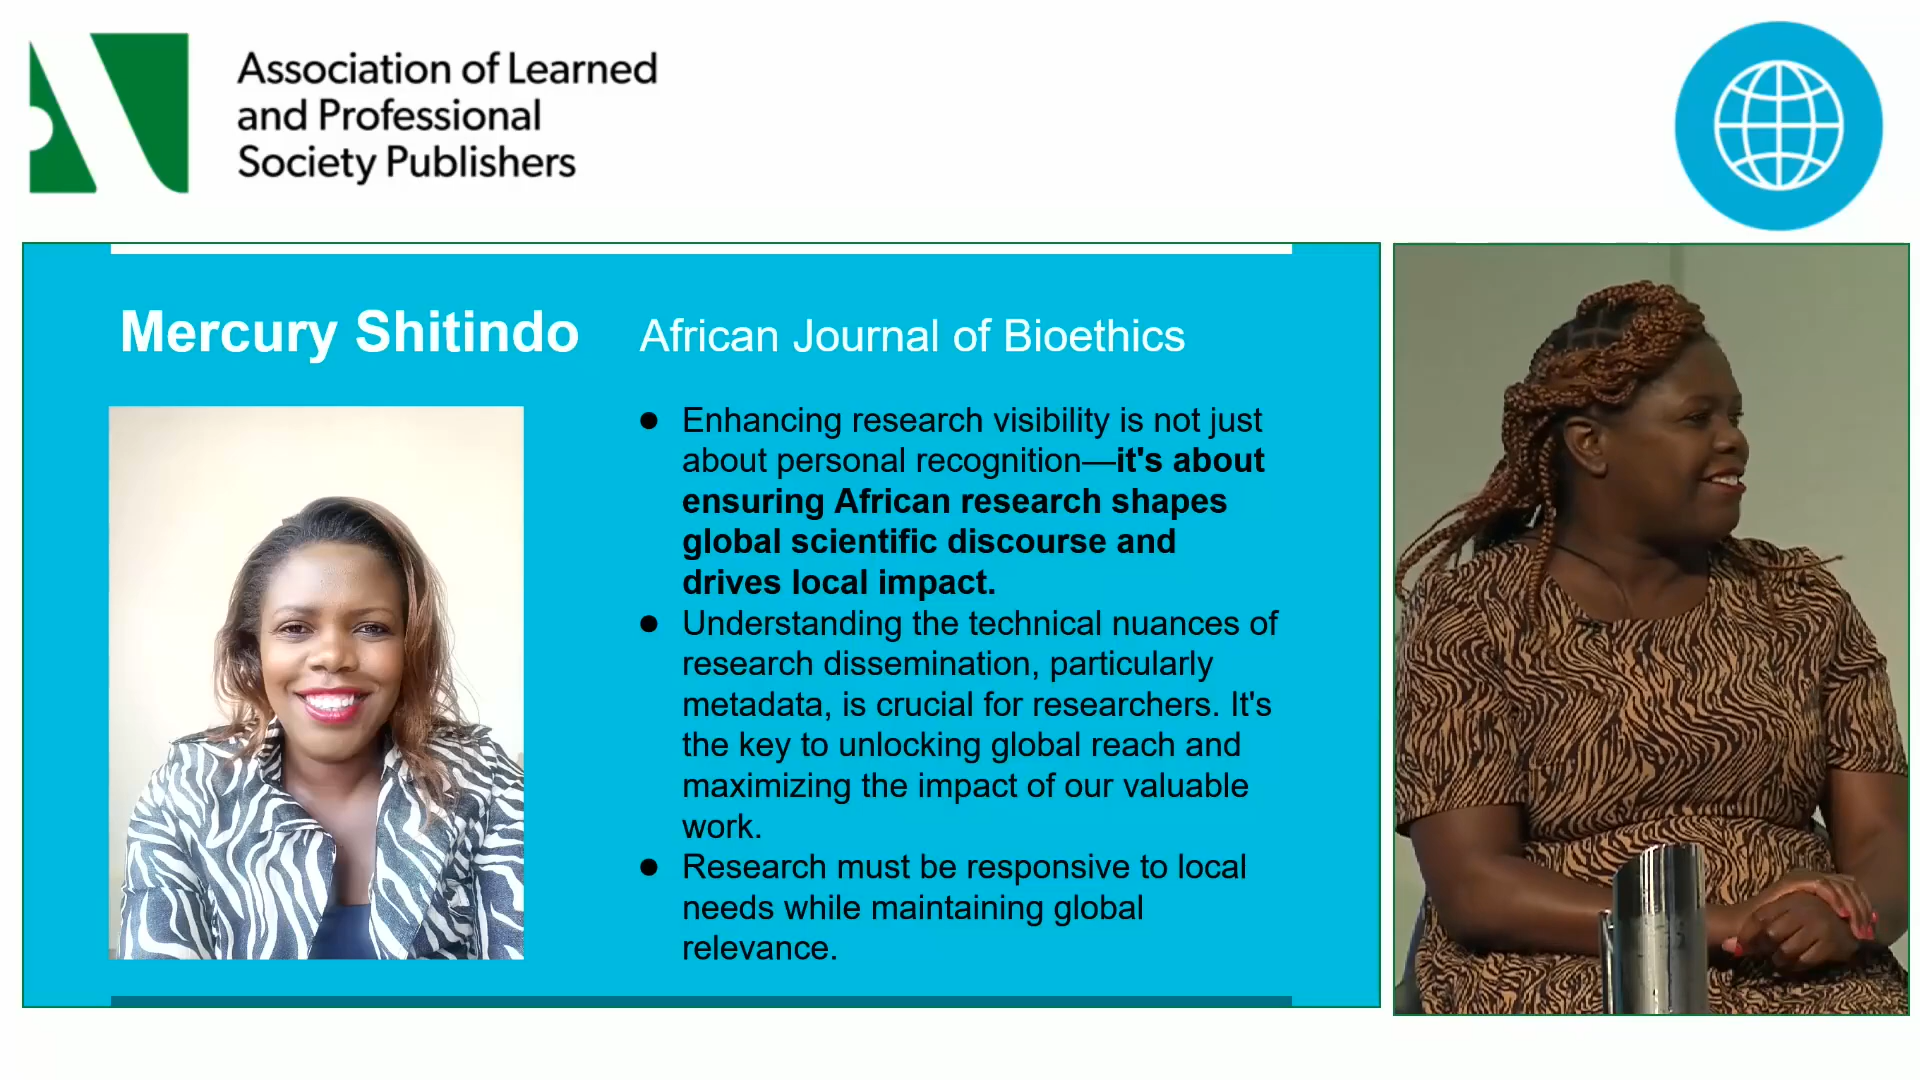 Association of Learned
and Professional
Society Publishers
Mercury Shitindo
African Journal of Bioethics
● Enhancing research visibility is not just
about personal recognition—it's about
ensuring African research shapes
global scientific discourse and
drives local impact.
● Understanding the technical nuances of
research dissemination, particularly
metadata, is crucial for researchers. It's
the key to unlocking global reach and
maximizing the impact of our valuable
work.
● Research must be responsive to local
needs while maintaining global
relevance.